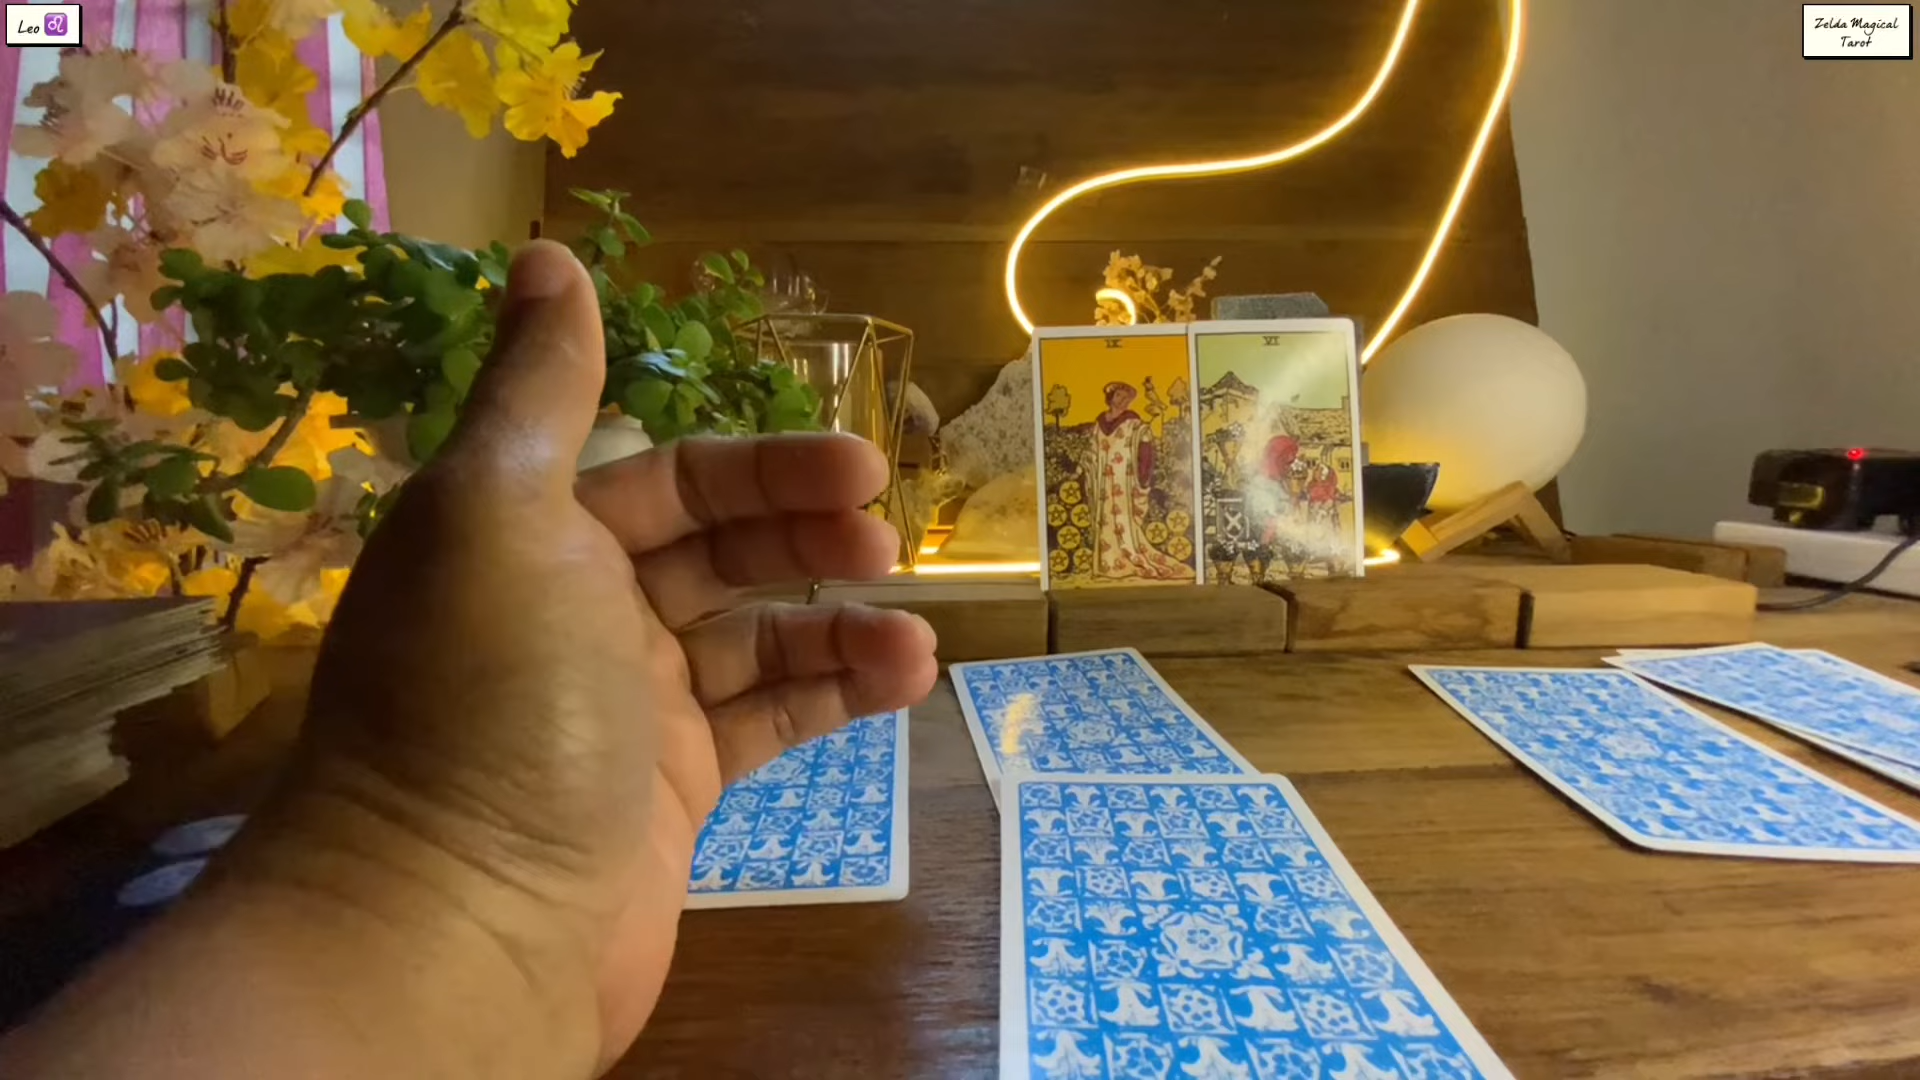 Leo ♌
Zelda Magical
Tarot
IX
VI